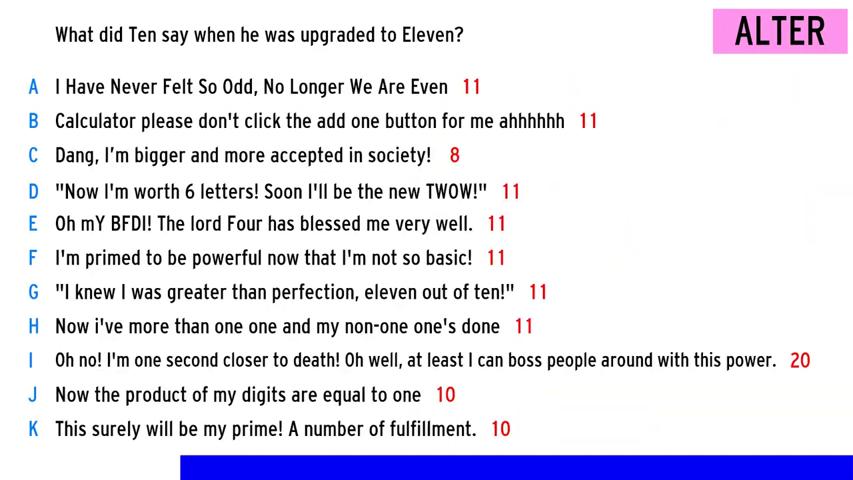 What did Ten say when he was upgraded to Eleven?
ALTER
A I Have Never Felt So Odd, No Longer We Are Even 11
B Calculator please don't click the add one button for me ahhhhhh 11
C Dang, I'm bigger and more accepted in society! 8
D "Now I'm worth 6 letters! Soon I'll be the new TWOW!" 11
E Oh mY BFDI! The lord Four has blessed me very well. 11
F I'm primed to be powerful now that I'm not so basic! 11
G "I knew I was greater than perfection, eleven out of ten!" 11
H Now i've more than one one and my non-one one's done 11
I Oh no! I'm one second closer to death! Oh well, at least I can boss people around with this power. 20
J Now the product of my digits are equal to one 10
K This surely will be my prime! A number of fulfillment. 10